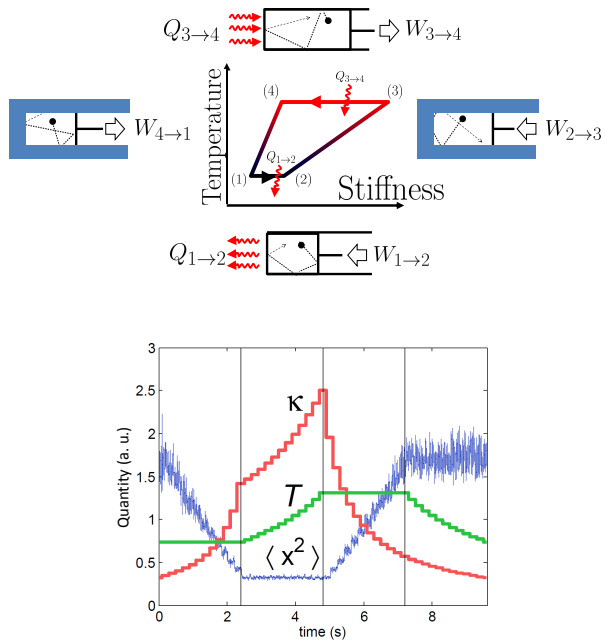 Q3→4
W3→4
W4→1
Temperature
(4)
Q3→4
(3)
Q1→2
(1)
(2)
Stiffness
W2→3
Q1→2
W1→2
Quantity (a. u.)
3
2.5
2
1.5
1
0.5
0
κ
T
⟨ x² ⟩
0
2
4
6
8
time (s)